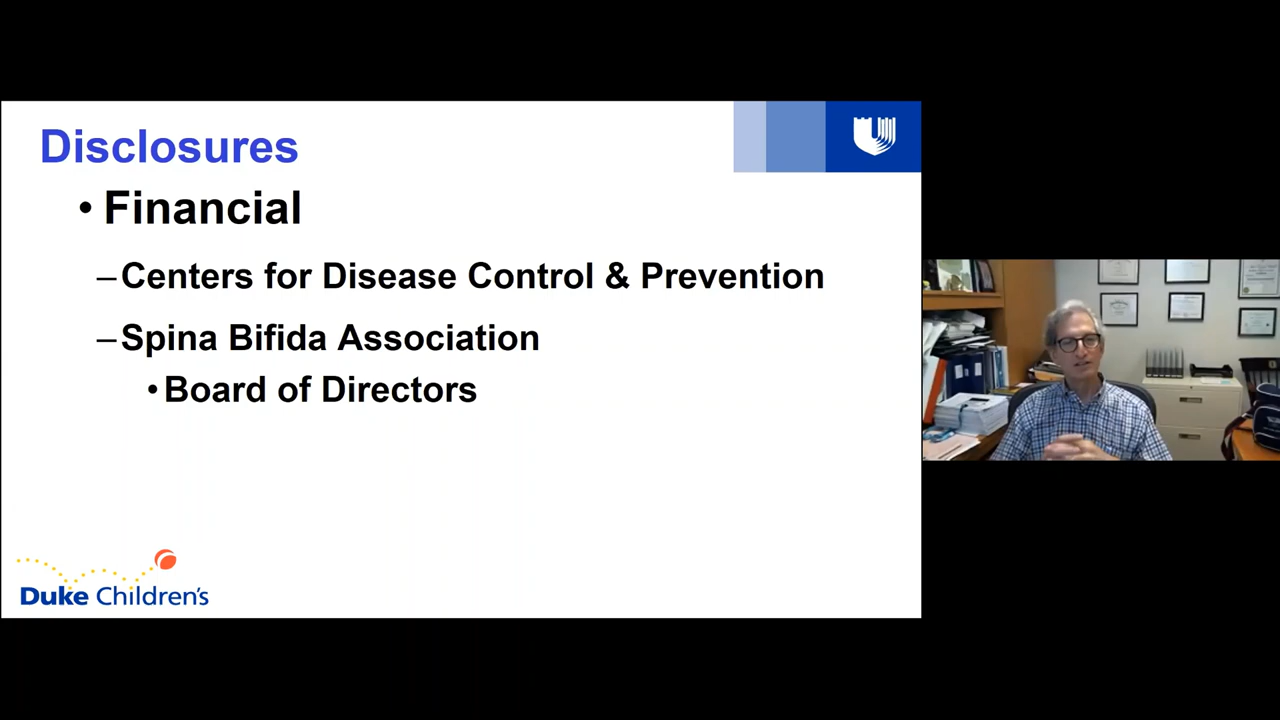 Disclosures
• Financial
–Centers for Disease Control & Prevention
–Spina Bifida Association
• Board of Directors
Duke Children's